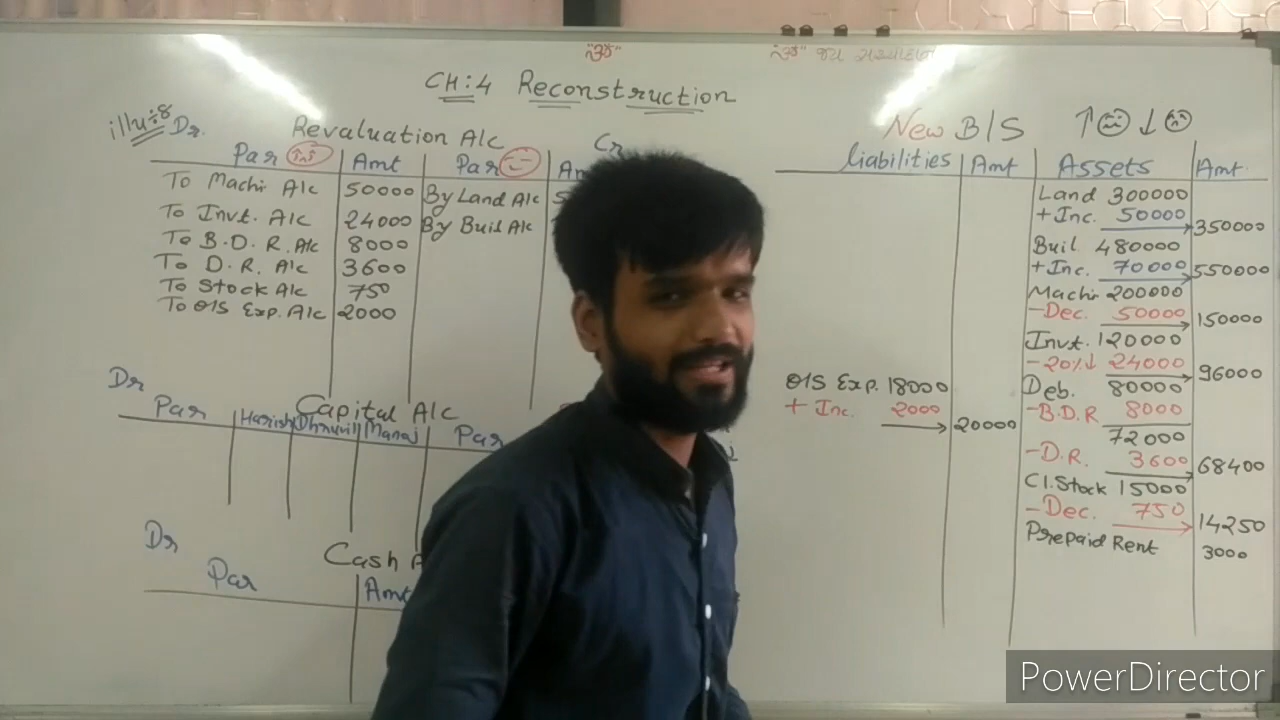 "ૐ"
"ૐ" જય
CH:4 Reconstruction
illu:8
Dr.
Revaluation A/c
Cr
Par Amt Par Am
To Machi A/c 50000 By Land A/c 5
To Invt. A/c 24000 By Buil A/c
To B.D.R. A/c 8000
To D.R. A/c 3600
To Stock A/c 750
To O/S Exp. A/c 2000
Dr
Capital A/c
Par Harish Dhruvil Manoj Par
Dr
Cash A
Par Amt
New B/S ↑ ↓
Liabilities Amt Assets Amt
Land 300000
+ Inc. 50000 350000
Buil 480000
+ Inc. 70000 550000
Machi 200000
-Dec. 50000 150000
Invt. 120000
-20%↓ 24000 96000
O/S Exp. 18000 Deb. 80000
+ Inc. 2000 20000 -B.D.R 8000
72000
-D.R. 3600 68400
Cl.Stock 15000
-Dec. 750 14250
Prepaid Rent 3000
PowerDirector